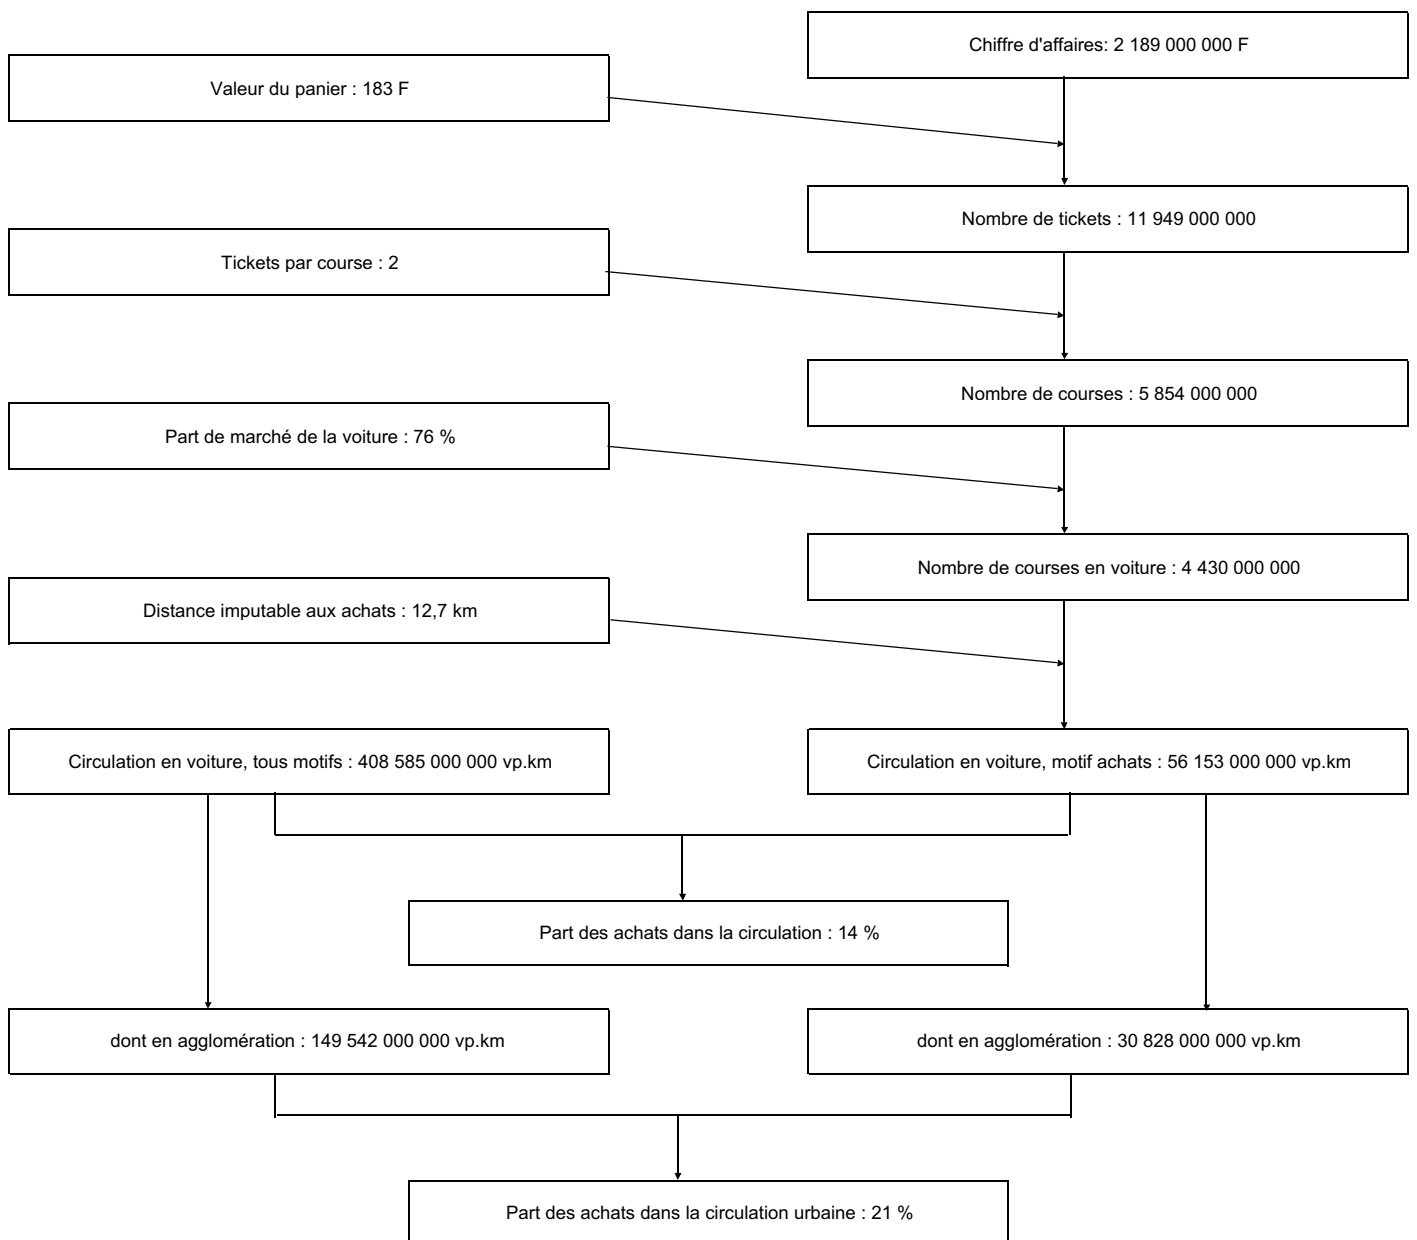 Chiffre d'affaires: 2 189 000 000 F
Valeur du panier : 183 F
Nombre de tickets : 11 949 000 000
Tickets par course : 2
Nombre de courses : 5 854 000 000
Part de marché de la voiture : 76 %
Nombre de courses en voiture : 4 430 000 000
Distance imputable aux achats : 12,7 km
Circulation en voiture, tous motifs : 408 585 000 000 vp.km
Circulation en voiture, motif achats : 56 153 000 000 vp.km
Part des achats dans la circulation : 14 %
dont en agglomération : 149 542 000 000 vp.km
dont en agglomération : 30 828 000 000 vp.km
Part des achats dans la circulation urbaine : 21 %